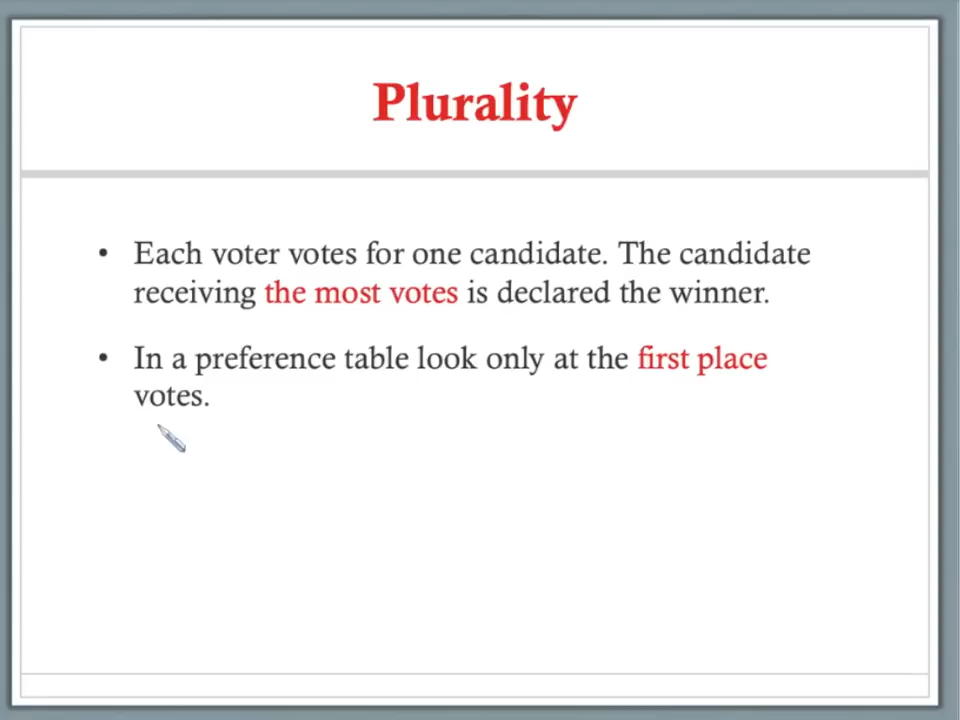 Plurality
• Each voter votes for one candidate. The candidate
receiving the most votes is declared the winner.
• In a preference table look only at the first place
votes.